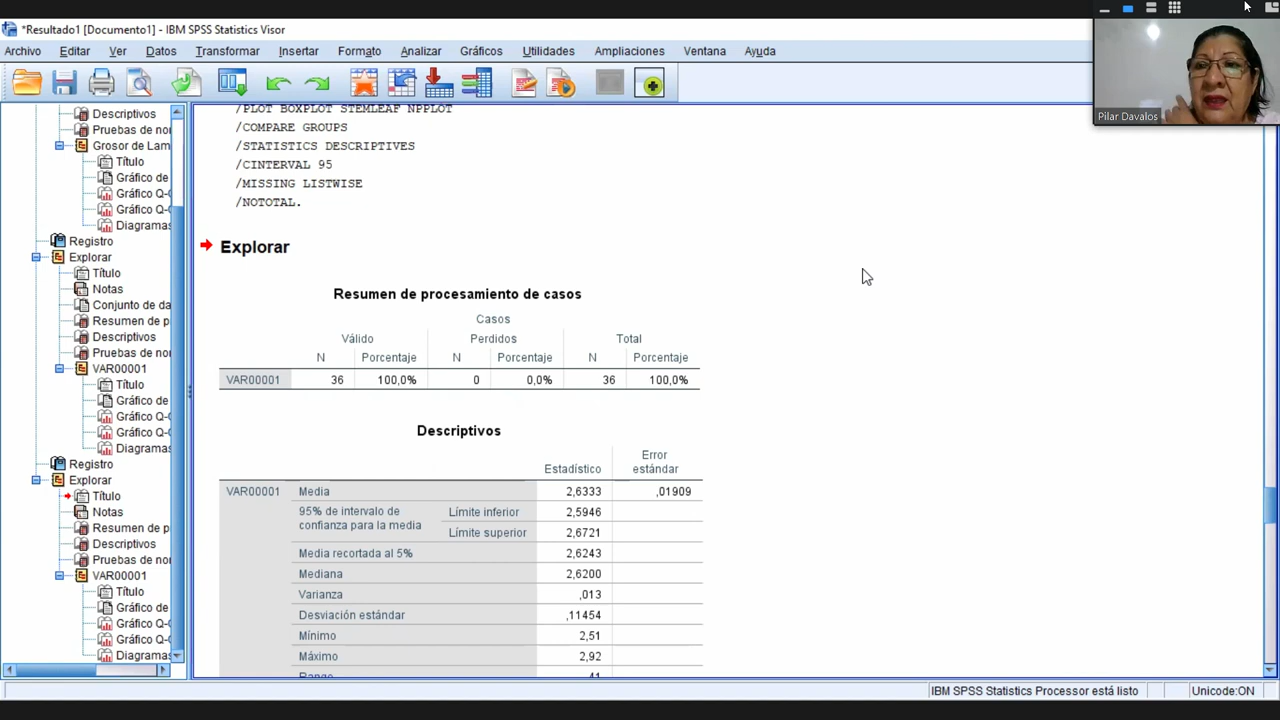 *Resultado1 [Documento1] - IBM SPSS Statistics Visor
Archivo Editar Ver Datos Transformar Insertar Formato Analizar Gráficos Utilidades Ampliaciones Ventana Ayuda
Pilar Davalos
Descriptivos
Pruebas de nor
Grosor de Lam
Título
Gráfico de
Gráfico Q-
Gráfico Q-
Diagramas
Registro
Explorar
Título
Notas
Conjunto de da
Resumen de p
Descriptivos
Pruebas de nor
VAR00001
Título
Gráfico de
Gráfico Q-
Gráfico Q-
Diagramas
Registro
Explorar
Título
Notas
Resumen de p
Descriptivos
Pruebas de nor
VAR00001
Título
Gráfico de
Gráfico Q-
Gráfico Q-
Diagramas
/PLOT BOXPLOT STEMLEAF NPPLOT
/COMPARE GROUPS
/STATISTICS DESCRIPTIVES
/CINTERVAL 95
/MISSING LISTWISE
/NOTOTAL.
Explorar
Resumen de procesamiento de casos
Casos
Válido Perdidos Total
N Porcentaje N Porcentaje N Porcentaje
VAR00001 36 100,0% 0 0,0% 36 100,0%
Descriptivos
Estadístico Error estándar
VAR00001 Media 2,6333 ,01909
95% de intervalo de confianza para la media Límite inferior 2,5946
Límite superior 2,6721
Media recortada al 5% 2,6243
Mediana 2,6200
Varianza ,013
Desviación estándar ,11454
Mínimo 2,51
Máximo 2,92
Rango ,41
IBM SPSS Statistics Processor está listo Unicode:ON